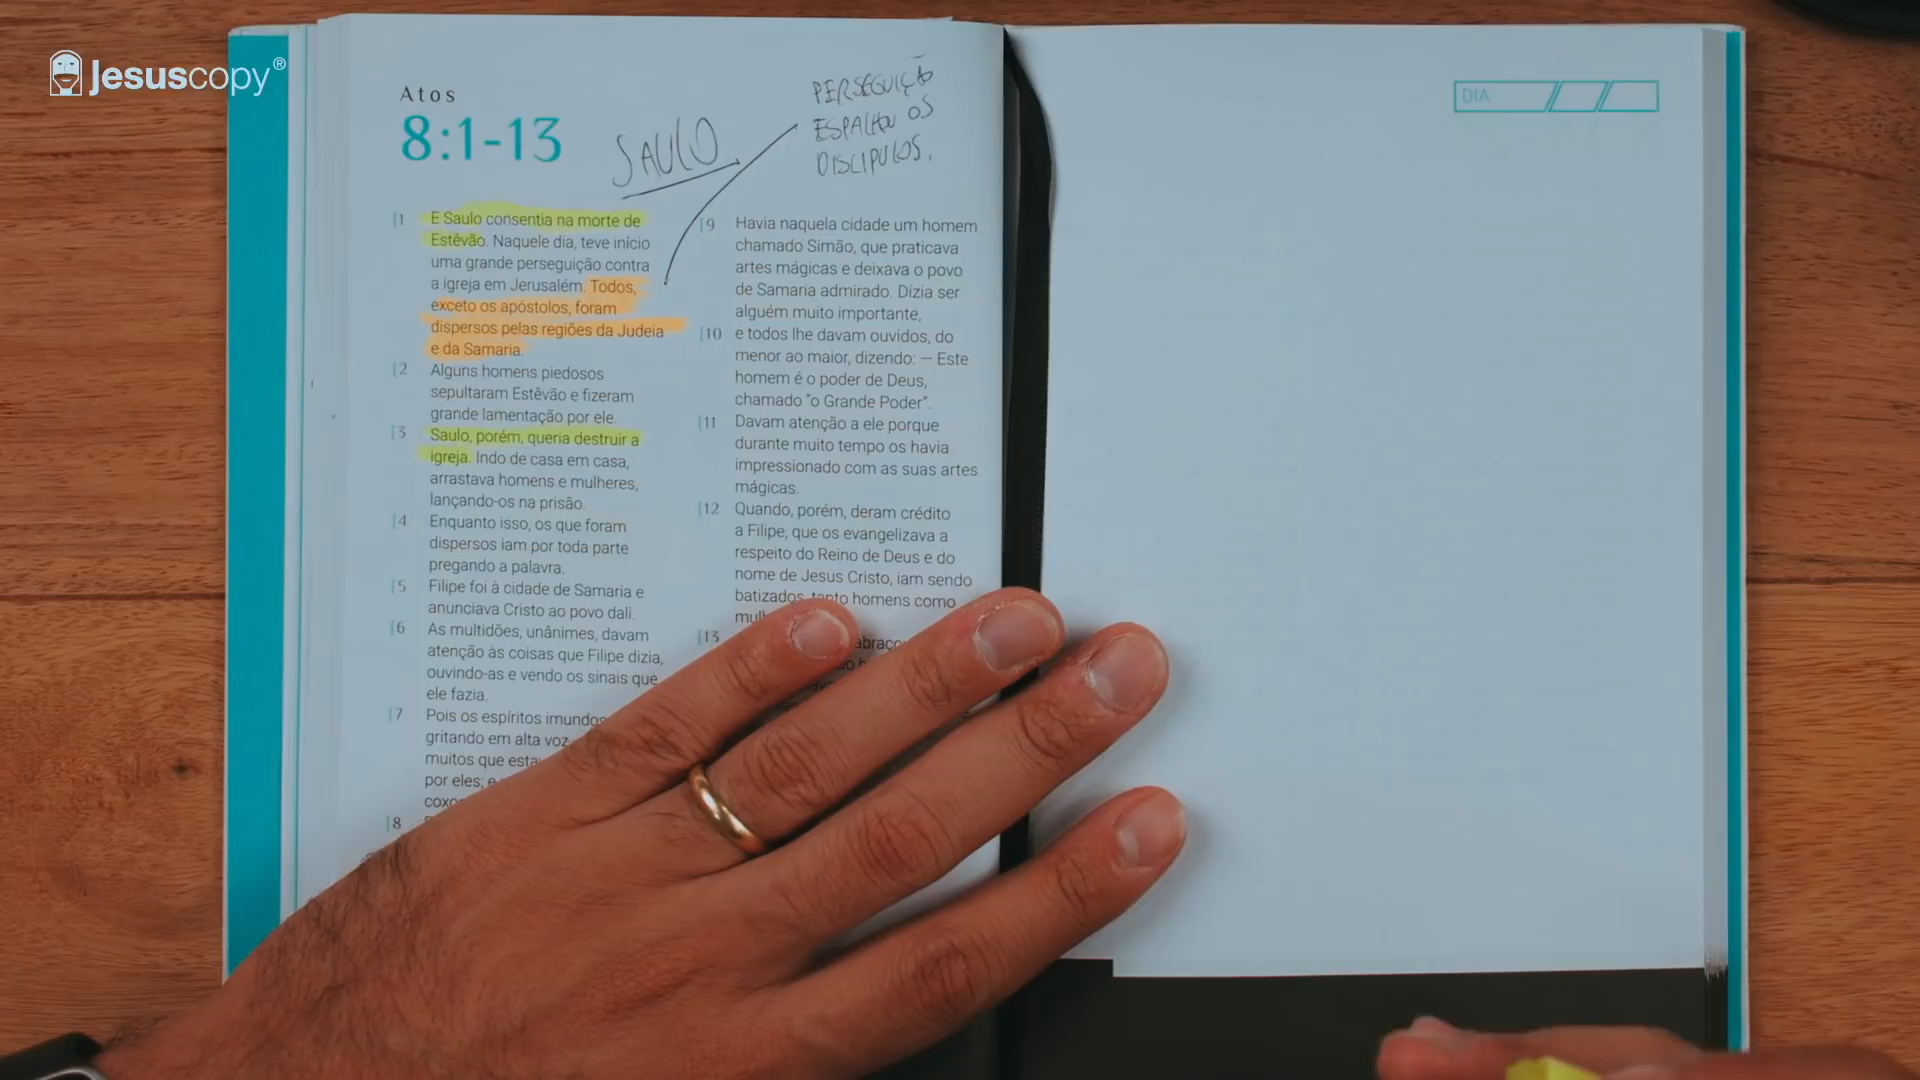 Jesuscopy®
Atos
8:1-13
SAULO
PERSEGUIÇÃO
ESPALHOU OS
DISCIPULOS.
DIA
[1 E Saulo consentia na morte de
Estêvão. Naquele dia, teve início
uma grande perseguição contra
a igreja em Jerusalém. Todos,
exceto os apóstolos, foram
dispersos pelas regiões da Judeia
e da Samaria.
[2 Alguns homens piedosos
sepultaram Estêvão e fizeram
grande lamentação por ele.
[3 Saulo, porém, queria destruir a
igreja. Indo de casa em casa,
arrastava homens e mulheres,
lançando-os na prisão.
[4 Enquanto isso, os que foram
dispersos iam por toda parte
pregando a palavra.
[5 Filipe foi à cidade de Samaria e
anunciava Cristo ao povo dali.
[6 As multidões, unânimes, davam
atenção às coisas que Filipe dizia,
ouvindo-as e vendo os sinais que
ele fazia.
[7 Pois os espíritos imundos
gritando em alta voz
muitos que
por eles;
[8
[9 Havia naquela cidade um homem
chamado Simão, que praticava
artes mágicas e deixava o povo
de Samaria admirado. Dizia ser
alguém muito importante,
[10 e todos lhe davam ouvidos, do
menor ao maior, dizendo: — Este
homem é o poder de Deus,
chamado "o Grande Poder".
[11 Davam atenção a ele porque
durante muito tempo os havia
impressionado com as suas artes
mágicas.
[12 Quando, porém, deram crédito
a Filipe, que os evangelizava a
respeito do Reino de Deus e do
nome de Jesus Cristo, iam sendo
batizados, tanto homens como
[13